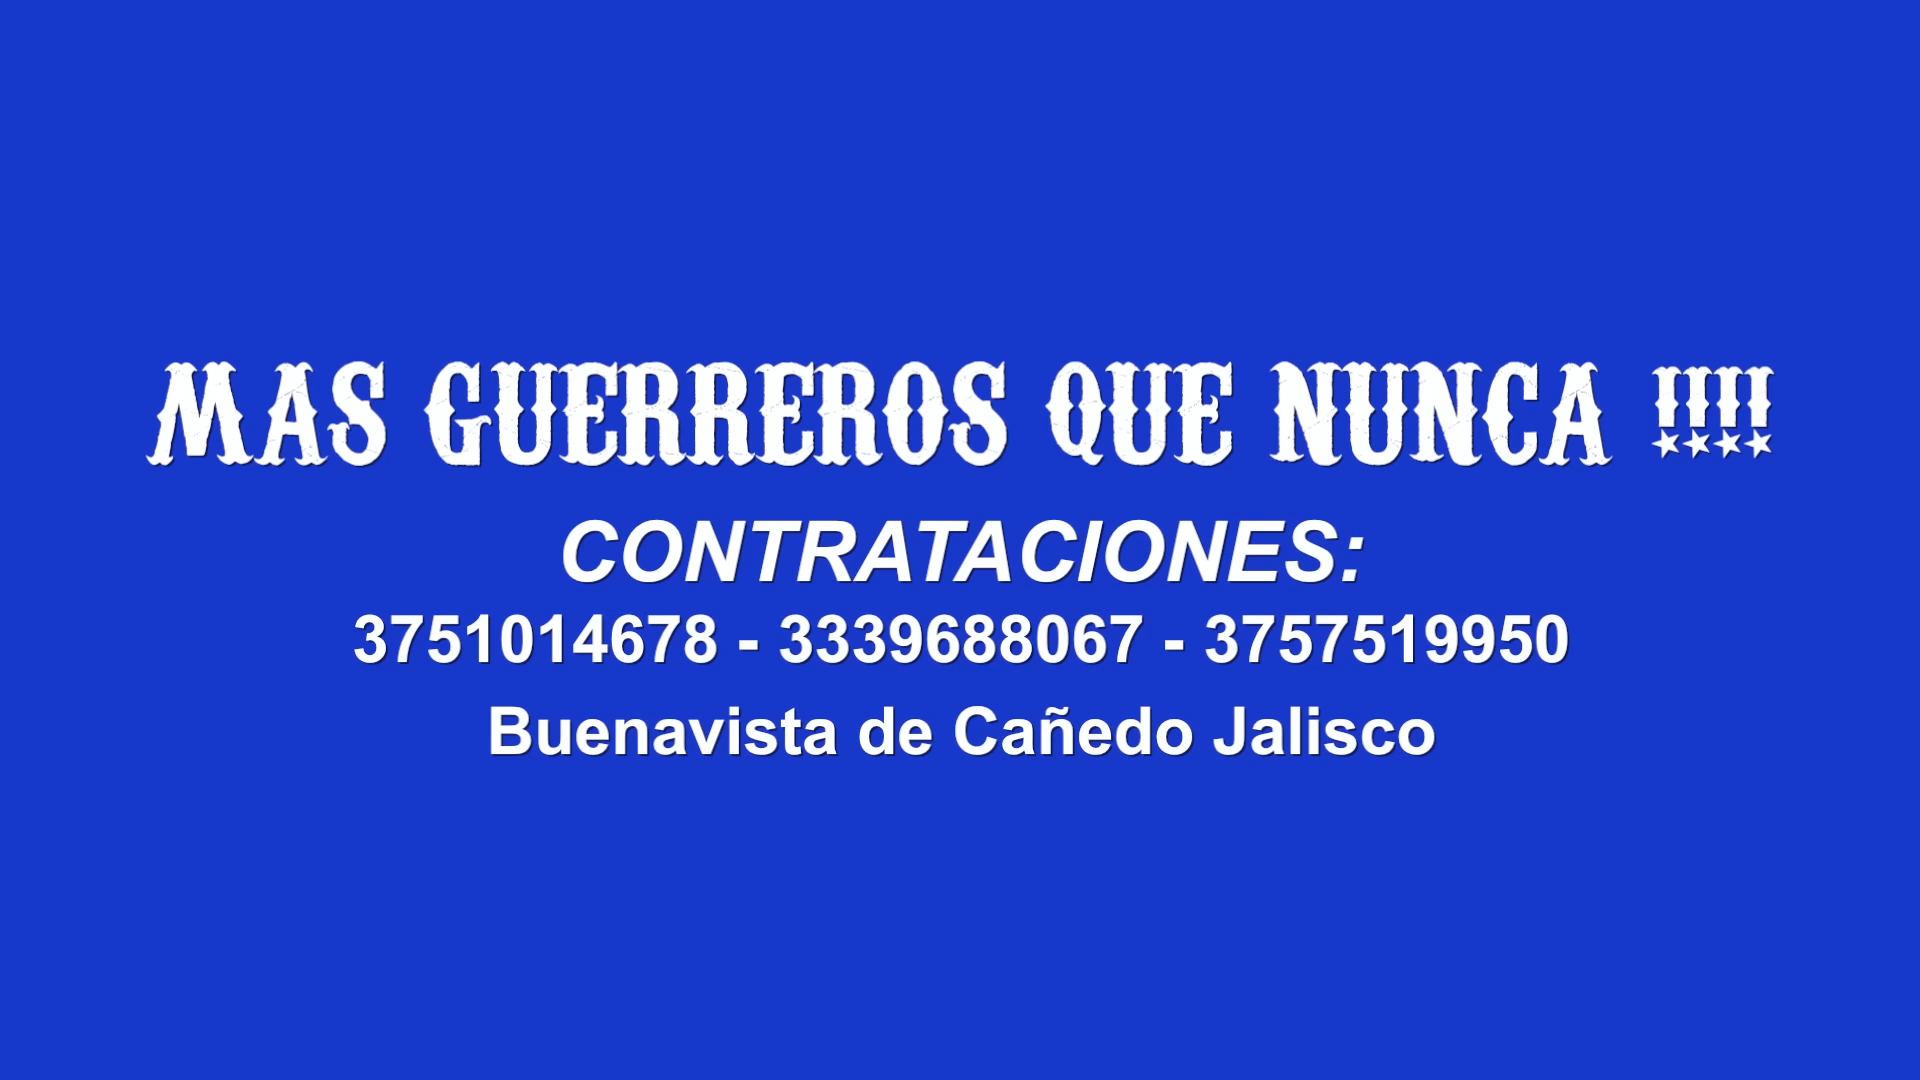 MAS GUERREROS QUE NUNCA !!!!
CONTRATACIONES:
3751014678 - 3339688067 - 3757519950
Buenavista de Cañedo Jalisco